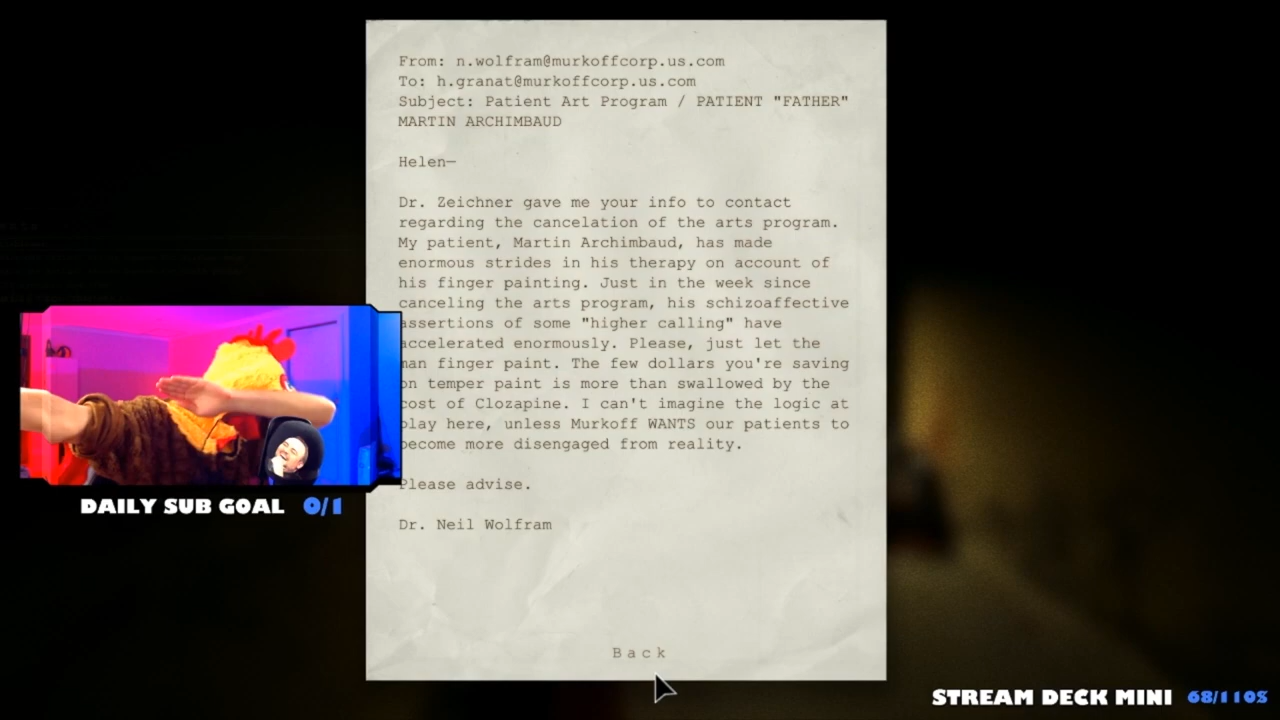 From: n.wolfram@murkoffcorp.us.com
To: h.granat@murkoffcorp.us.com
Subject: Patient Art Program / PATIENT "FATHER"
MARTIN ARCHIMBAUD
Helen—
Dr. Zeichner gave me your info to contact
regarding the cancelation of the arts program.
My patient, Martin Archimbaud, has made
enormous strides in his therapy on account of
his finger painting. Just in the week since
canceling the arts program, his schizoaffective
assertions of some "higher calling" have
accelerated enormously. Please, just let the
man finger paint. The few dollars you're saving
on temper paint is more than swallowed by the
cost of Clozapine. I can't imagine the logic at
play here, unless Murkoff WANTS our patients to
become more disengaged from reality.
Please advise.
Dr. Neil Wolfram
Back
DAILY SUB GOAL 0/1
STREAM DECK MINI 68/110$